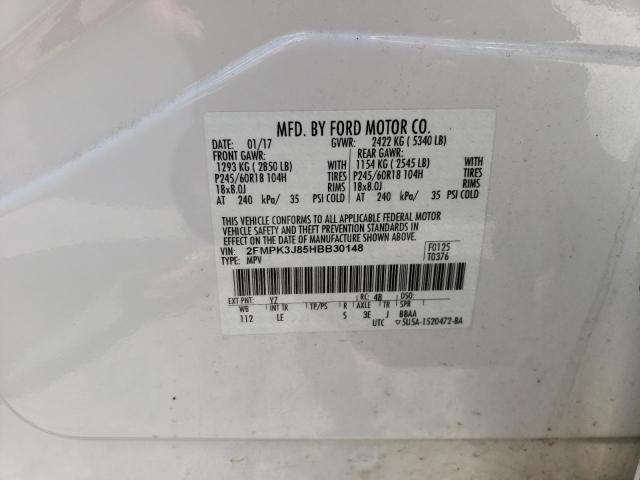 MFD. BY FORD MOTOR CO.
DATE: 01/17 GVWR: 2422 KG ( 5340 LB)
FRONT GAWR: REAR GAWR:
1293 KG ( 2850 LB) 1154 KG ( 2545 LB)
P245/60R18 104H TIRES P245/60R18 104H TIRES
18x8.0J RIMS 18x8.0J RIMS
AT 240 kPa/ 35 PSI COLD AT 240 kPa/ 35 PSI COLD
THIS VEHICLE CONFORMS TO ALL APPLICABLE FEDERAL MOTOR
VEHICLE SAFETY AND THEFT PREVENTION STANDARDS IN
EFFECT ON THE DATE OF MANUFACTURE SHOWN ABOVE.
VIN: 2FMPK3J85HBB30148 F0125
TYPE: MPV T0376
EXT PNT: YZ RC: 48 DSO:
WB INT TR TP/PS R AXLE TR SPR
112 LE S 3E J BBAA
UTC ▽5U5A-1520472-BA